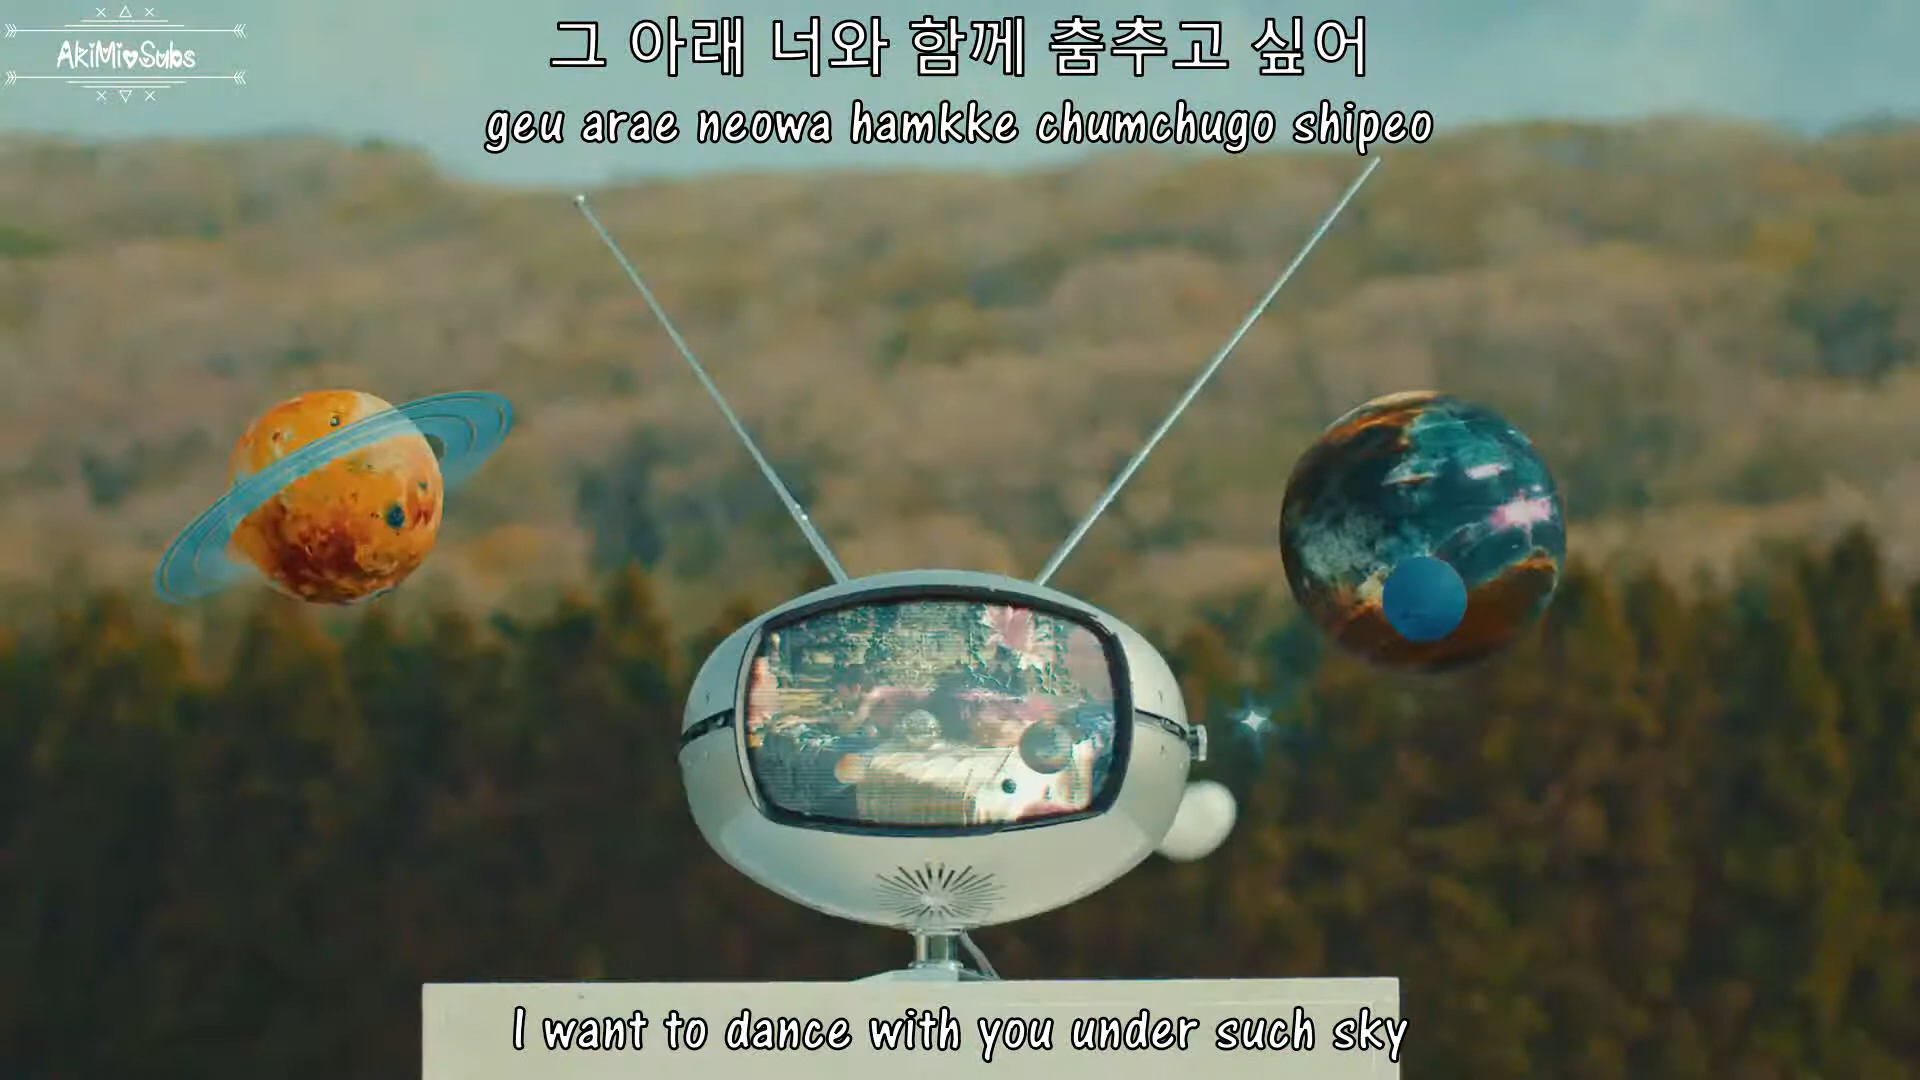 AkiMi♥Subs
그 아래 너와 함께 춤추고 싶어
geu arae neowa hamkke chumchugo shipeo
I want to dance with you under such sky